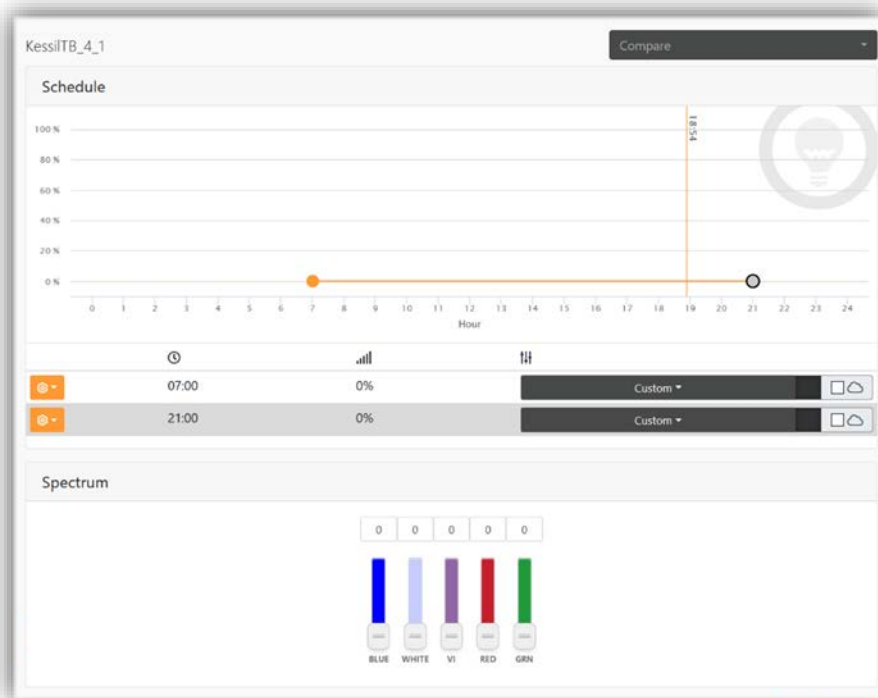 KessilTB_4_1
Compare
Schedule
100 %
80 %
60 %
40 %
20 %
0 %
18:54
0 1 2 3 4 5 6 7 8 9 10 11 12 13 14 15 16 17 18 19 20 21 22 23 24
Hour
07:00 0% Custom
21:00 0% Custom
Spectrum
0 0 0 0 0
BLUE WHITE VI RED GRN